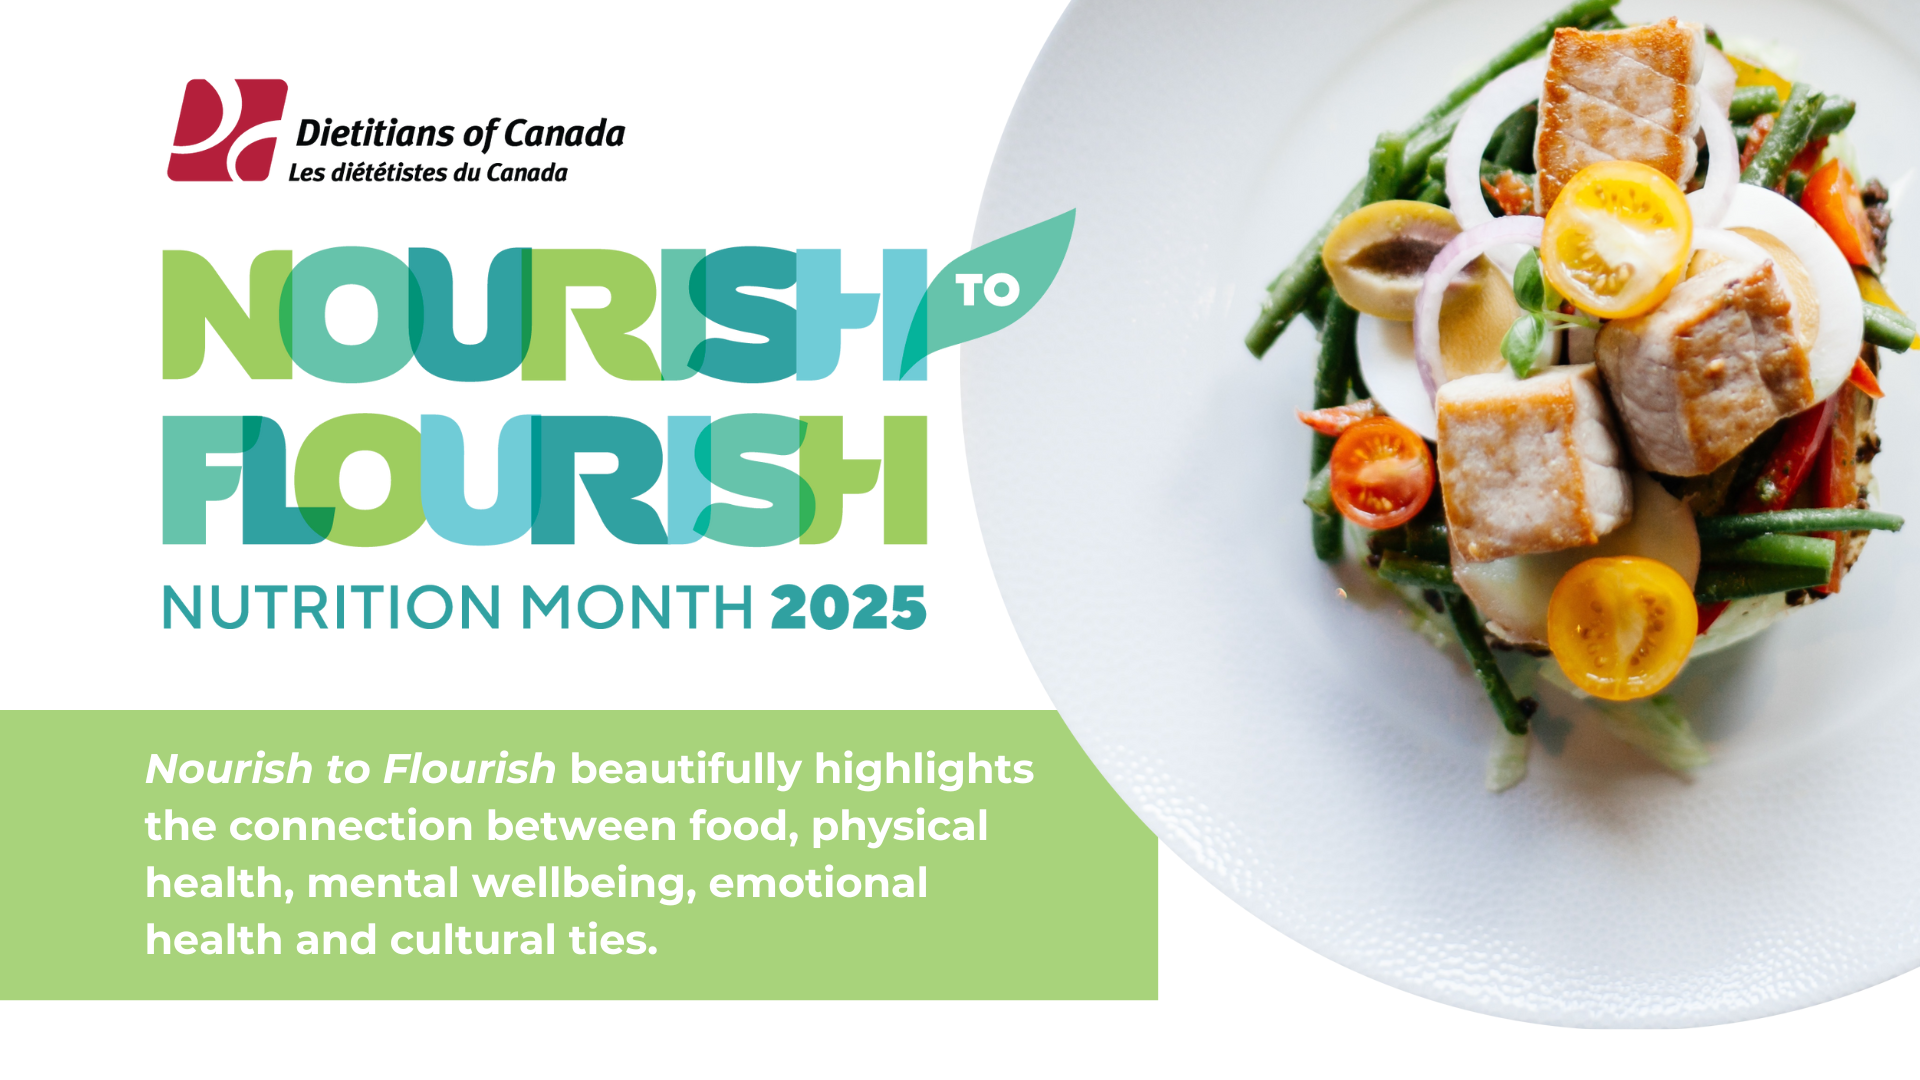 Dietitians of Canada
Les diététistes du Canada
NOURISH TO
FLOURISH
NUTRITION MONTH 2025
Nourish to Flourish beautifully highlights
the connection between food, physical
health, mental wellbeing, emotional
health and cultural ties.